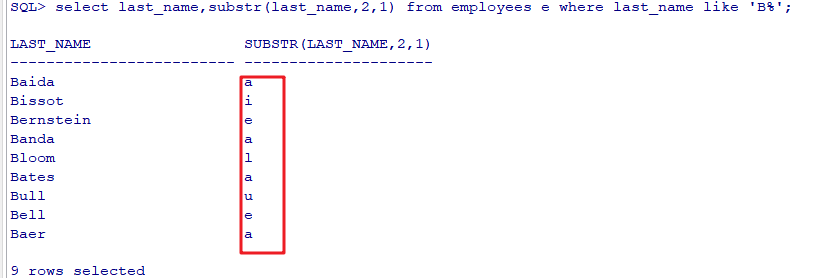 SQL> select last_name,substr(last_name,2,1) from employees e where last_name like 'B%';
LAST_NAME                 SUBSTR(LAST_NAME,2,1)
------------------------- ---------------------
Baida                     a
Bissot                    i
Bernstein                 e
Banda                     a
Bloom                     l
Bates                     a
Bull                      u
Bell                      e
Baer                      a
9 rows selected